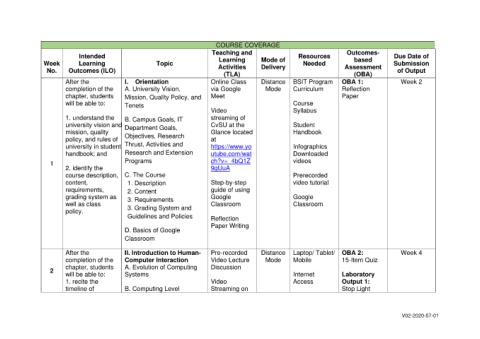 COURSE COVERAGE
Week No.
Intended Learning Outcomes (ILO)
Topic
Teaching and Learning Activities (TLA)
Mode of Delivery
Resources Needed
Outcomes-based Assessment (OBA)
Due Date of Submission of Output
1
After the
completion of the
chapter, students
will be able to:
1. understand the
university vision and
mission, quality
policy, and rules of
university in student
handbook; and
2. identify the
course description,
content,
requirements,
grading system as
well as class
policy.
I. Orientation
A. University Vision,
Mission, Quality Policy, and
Tenets
B. Campus Goals, IT
Department Goals,
Objectives, Research
Thrust, Activities and
Research and Extension
Programs
C. The Course
1. Description
2. Content
3. Requirements
3. Grading System and
Guidelines and Policies
D. Basics of Google
Classroom
Online Class
via Google
Meet
Video
streaming of
CvSU at the
Glance located
at
https://www.yo
utube.com/wat
ch?v=_4bQ1Z
9gUuA
Step-by-step
guide of using
Google
Classroom
Reflection
Paper Writing
Distance
Mode
BSIT Program
Curriculum
Course
Syllabus
Student
Handbook
Infographics
Downloaded
videos
Prerecorded
video tutorial
Google
Classroom
OBA 1:
Reflection
Paper
Week 2
2
After the
completion of the
chapter, students
will be able to:
1. recite the
timeline of
II. Introduction to Human-
Computer Interaction
A. Evolution of Computing
Systems
B. Computing Level
Pre-recorded
Video Lecture
Discussion
Video
Streaming on
Distance
Mode
Laptop/ Tablet/
Mobile
Internet
Access
OBA 2:
15-Item Quiz
Laboratory
Output 1:
Stop Light
Week 4
V02-2020-07-01